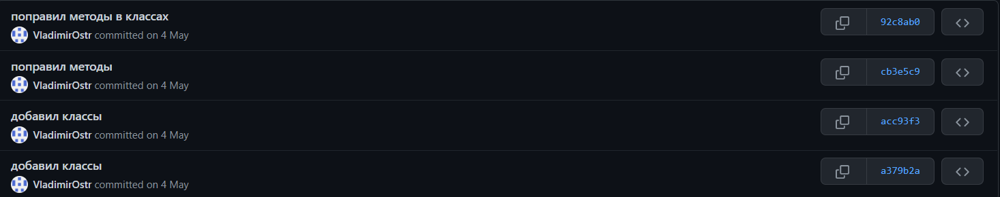 поправил методы в классах
92c8ab0
VladimirOstr committed on 4 May
поправил методы
cb3e5c9
VladimirOstr committed on 4 May
добавил классы
acc93f3
VladimirOstr committed on 4 May
добавил классы
a379b2a
VladimirOstr committed on 4 May